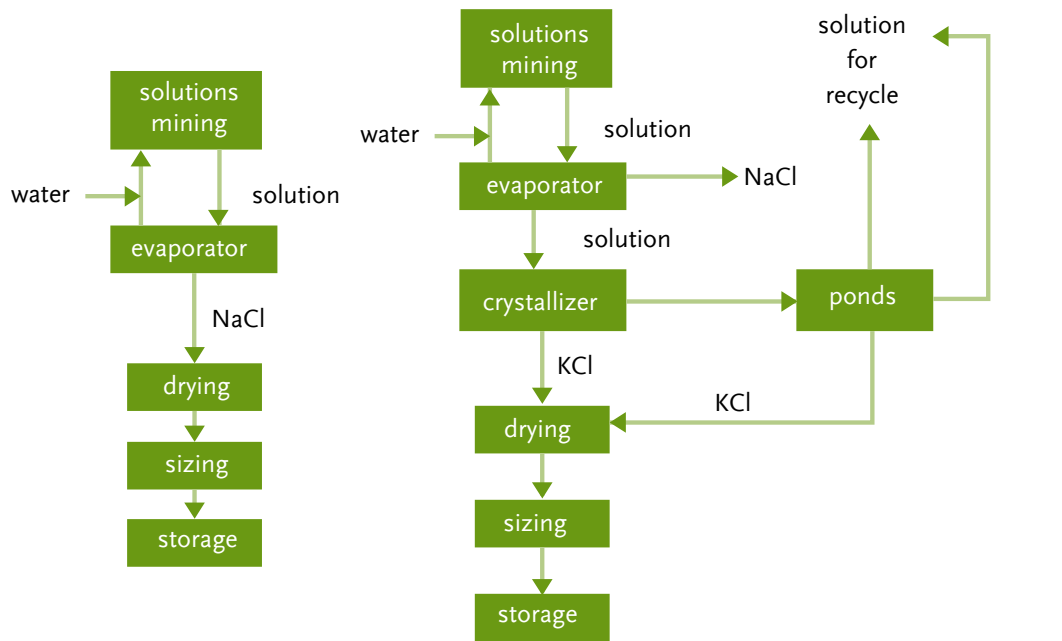 solutions
mining
water
solution
evaporator
NaCl
drying
sizing
storage
solutions
mining
water
solution
evaporator
NaCl
solution
crystallizer
KCl
drying
sizing
storage
solution
for
recycle
ponds
KCl